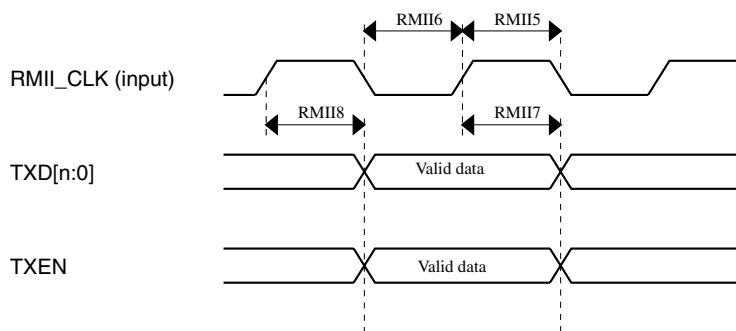 RMII6
RMII5
RMII_CLK (input)
RMII8
RMII7
TXD[n:0]
Valid data
TXEN
Valid data